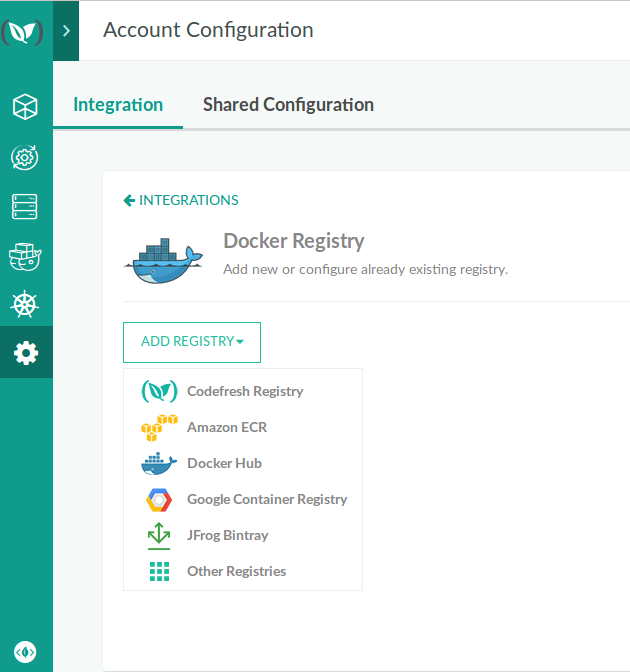 Account Configuration
Integration
Shared Configuration
INTEGRATIONS
Docker Registry
Add new or configure already existing registry.
ADD REGISTRY
Codefresh Registry
Amazon ECR
Docker Hub
Google Container Registry
JFrog Bintray
Other Registries